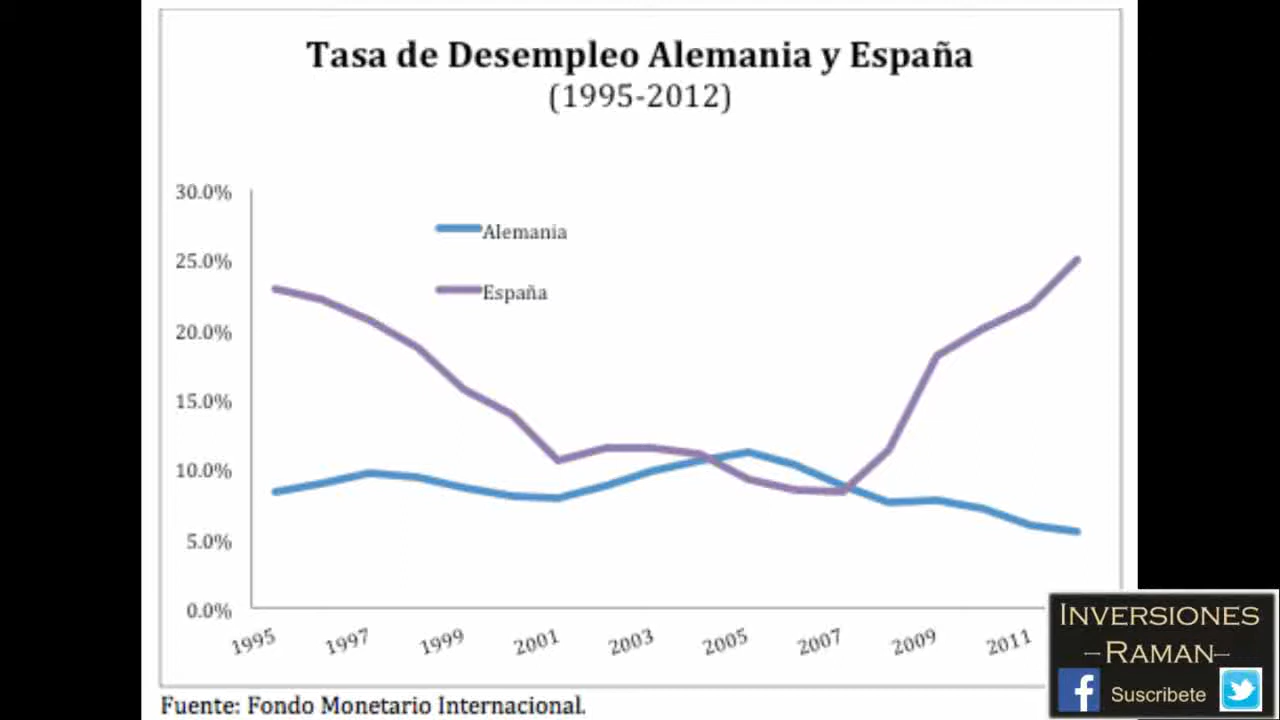 Tasa de Desempleo Alemania y España
(1995-2012)
30.0%
Alemania
25.0%
España
20.0%
15.0%
10.0%
5.0%
0.0%
1995 1997 1999 2001 2003 2005 2007 2009 2011
Fuente: Fondo Monetario Internacional.
INVERSIONES
–RAMAN–
f Suscribete